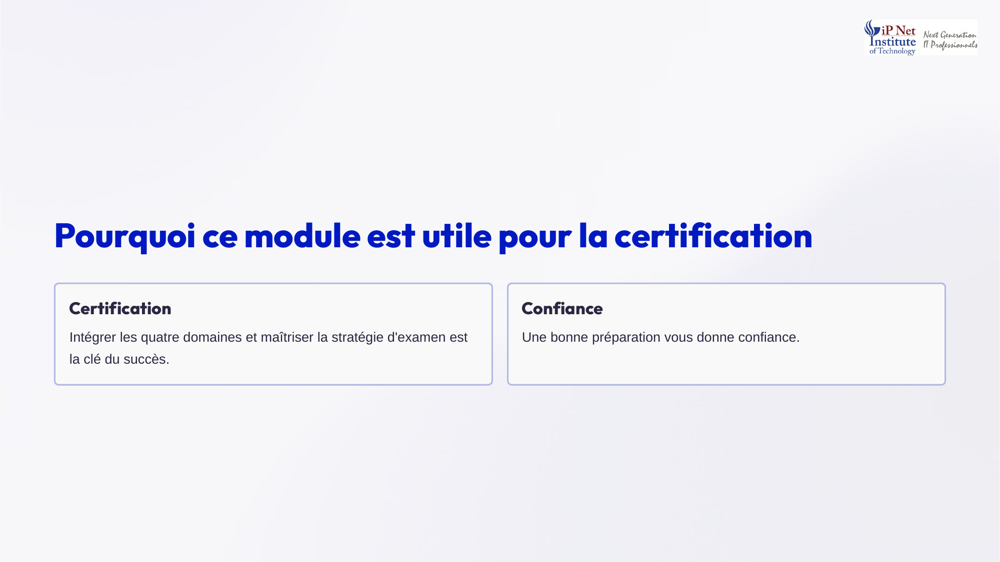 iP Net
Institute
of Technology
Next Generation
IT Professionnels
Pourquoi ce module est utile pour la certification
Certification
Intégrer les quatre domaines et maîtriser la stratégie d'examen est
la clé du succès.
Confiance
Une bonne préparation vous donne confiance.